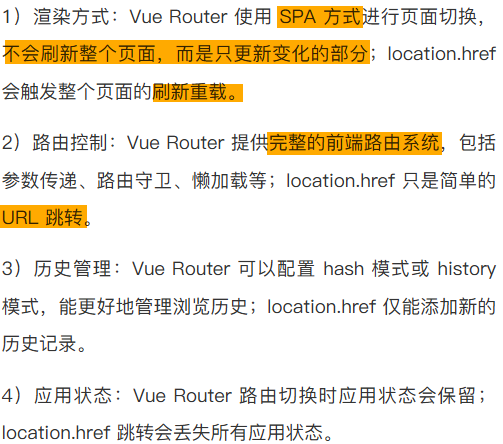 1）渲染方式：Vue Router 使用 SPA 方式进行页面切换，
不会刷新整个页面，而是只更新变化的部分；location.href
会触发整个页面的刷新重载。
2）路由控制：Vue Router 提供完整的前端路由系统，包括
参数传递、路由守卫、懒加载等；location.href 只是简单的
URL 跳转。
3）历史管理：Vue Router 可以配置 hash 模式或 history
模式，能更好地管理浏览历史；location.href 仅能添加新的
历史记录。
4）应用状态：Vue Router 路由切换时应用状态会保留；
location.href 跳转会丢失所有应用状态。